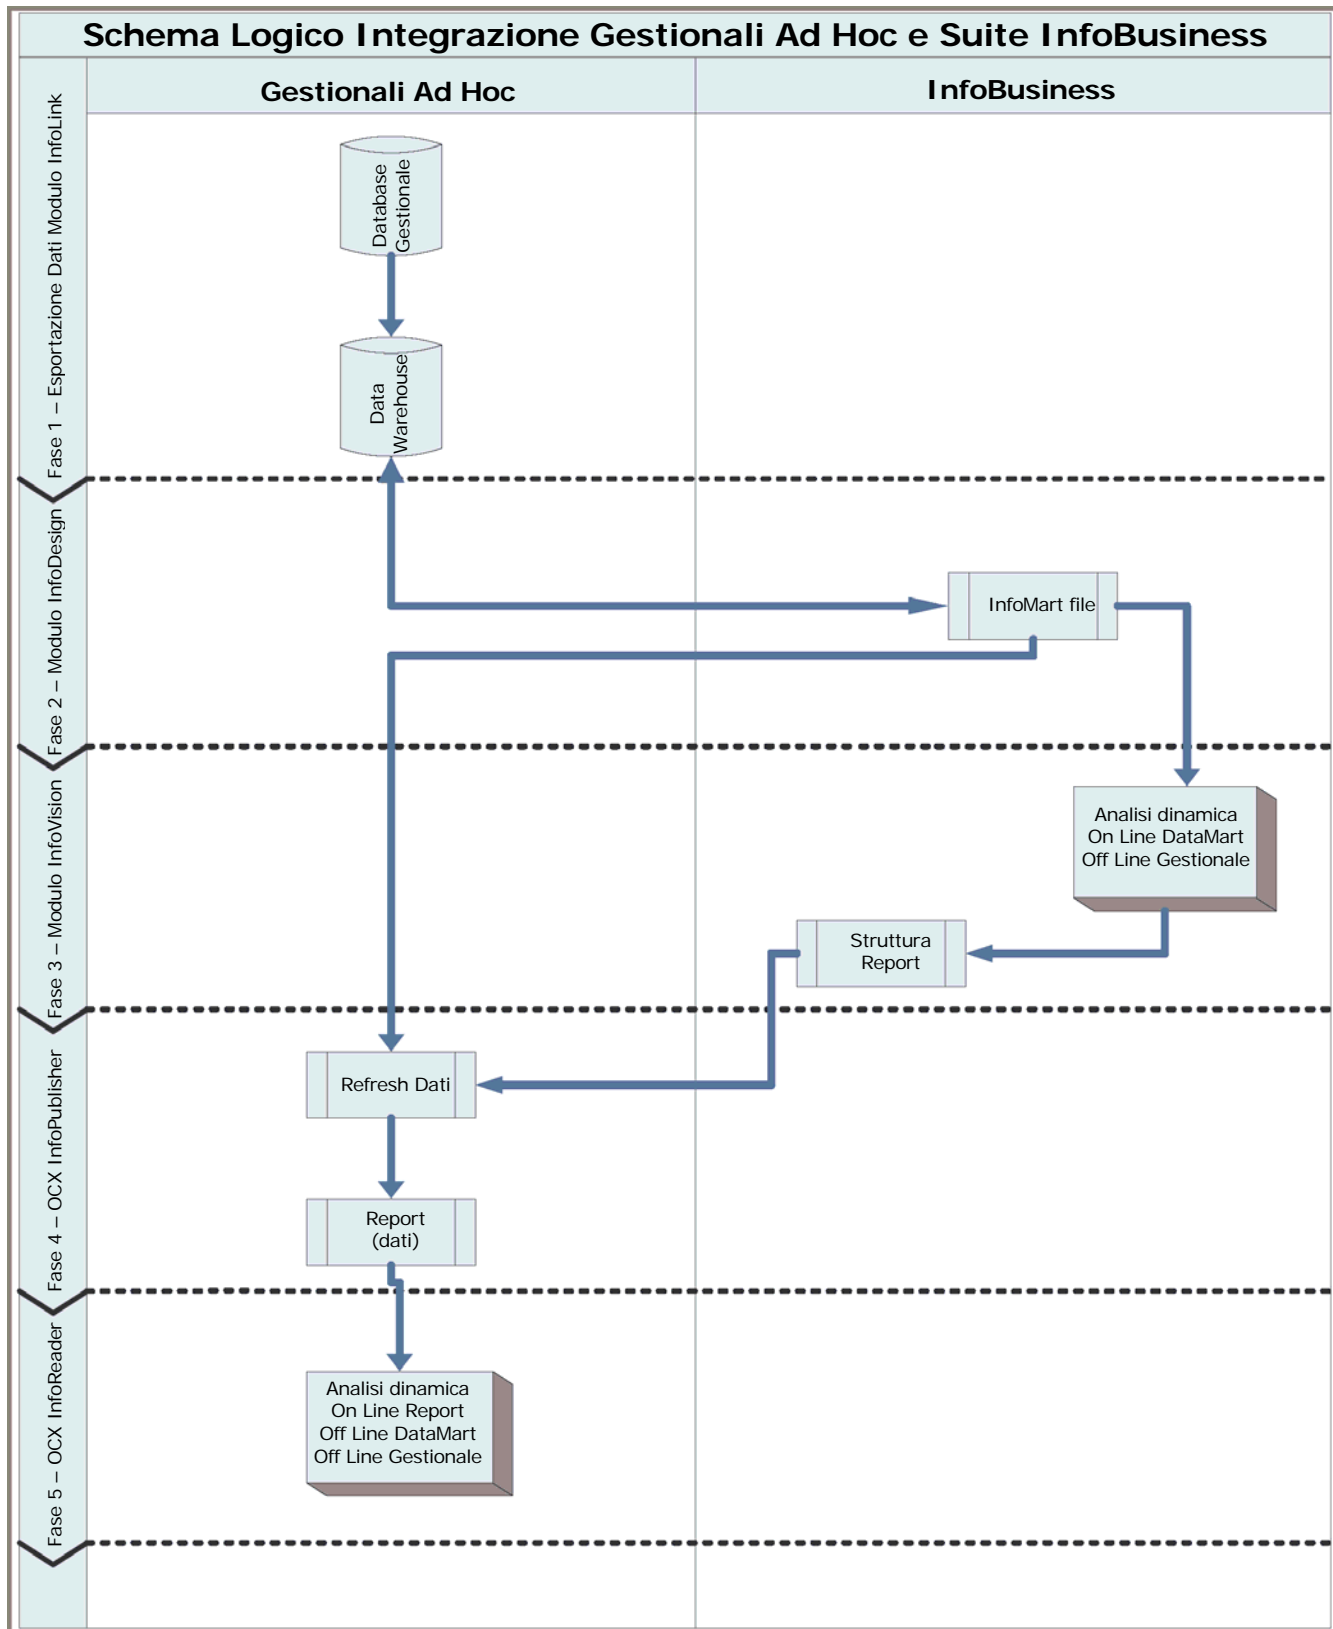 Schema Logico Integrazione Gestionali Ad Hoc e Suite InfoBusiness
Gestionali Ad Hoc
InfoBusiness
Fase 1 – Esportazione Dati Modulo InfoLink
Database
Gestionale
Data
Warehouse
Fase 2 – Modulo InfoDesign
InfoMart file
Fase 3 – Modulo InfoVision
Analisi dinamica
On Line DataMart
Off Line Gestionale
Struttura
Report
Fase 4 – OCX InfoPublisher
Refresh Dati
Report
(dati)
Fase 5 – OCX InfoReader
Analisi dinamica
On Line Report
Off Line DataMart
Off Line Gestionale